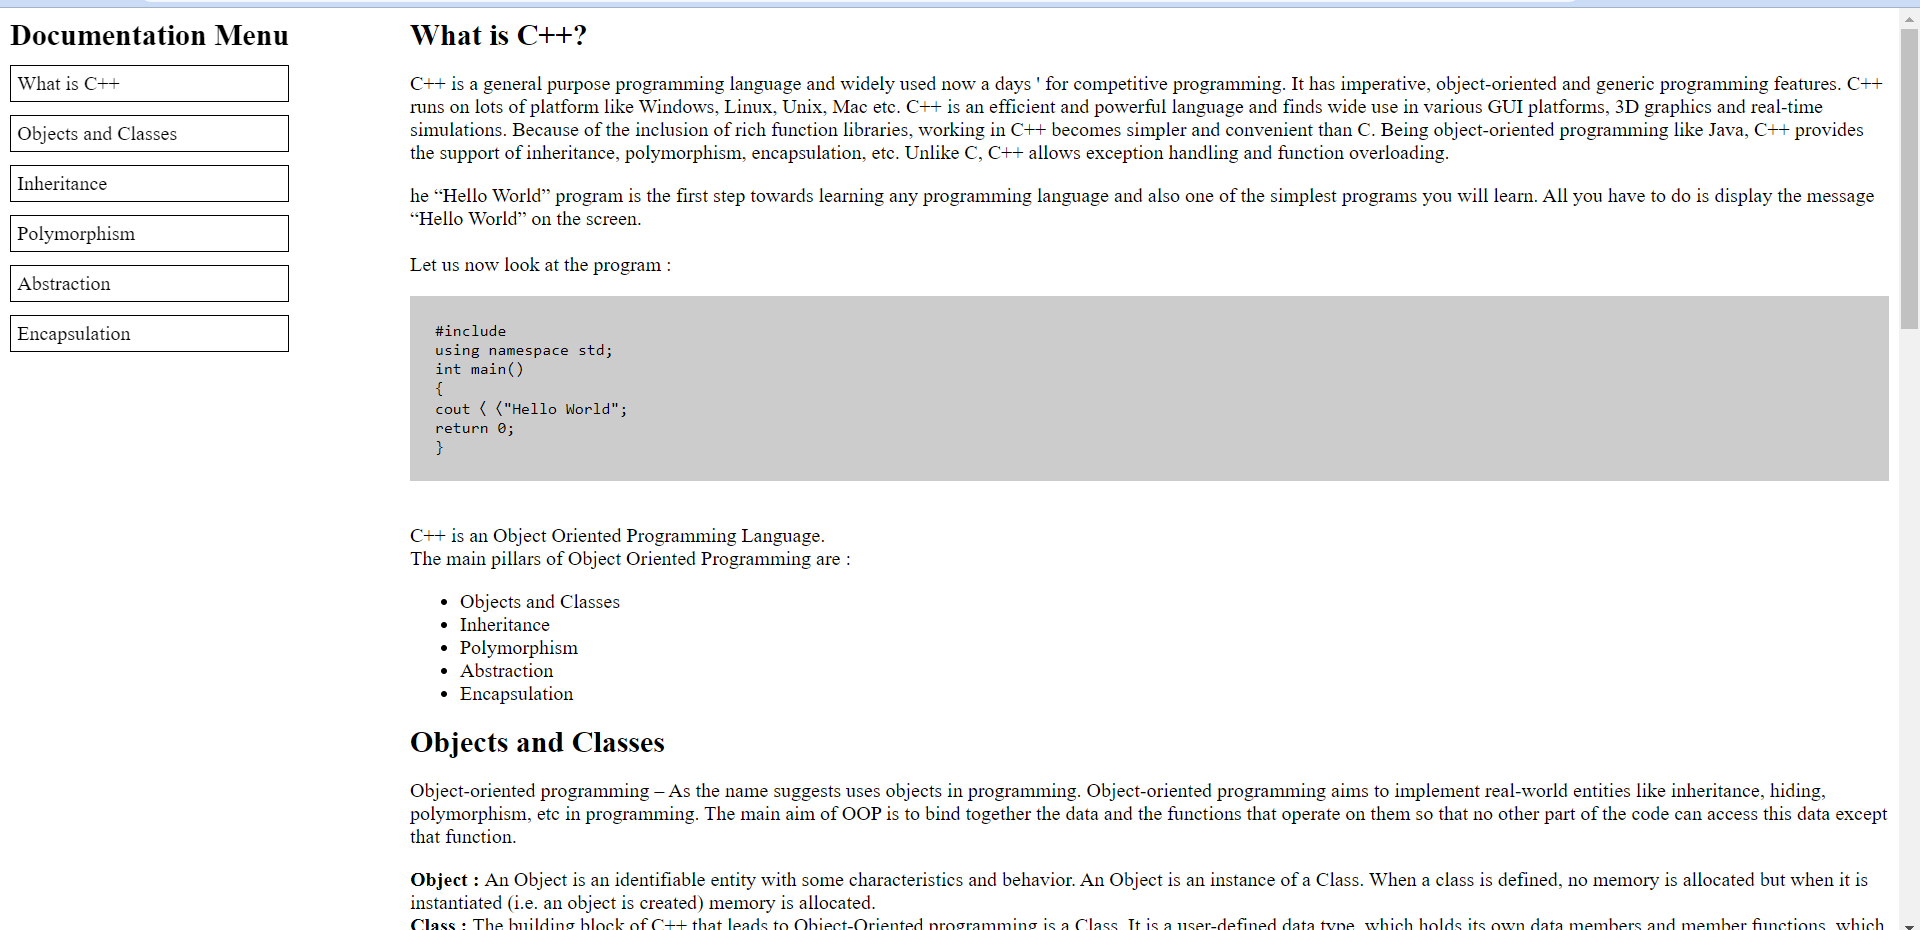 Documentation Menu
What is C++
Objects and Classes
Inheritance
Polymorphism
Abstraction
Encapsulation
What is C++?
C++ is a general purpose programming language and widely used now a days ' for competitive programming. It has imperative, object-oriented and generic programming features. C++
runs on lots of platform like Windows, Linux, Unix, Mac etc. C++ is an efficient and powerful language and finds wide use in various GUI platforms, 3D graphics and real-time
simulations. Because of the inclusion of rich function libraries, working in C++ becomes simpler and convenient than C. Being object-oriented programming like Java, C++ provides
the support of inheritance, polymorphism, encapsulation, etc. Unlike C, C++ allows exception handling and function overloading.
he “Hello World” program is the first step towards learning any programming language and also one of the simplest programs you will learn. All you have to do is display the message
“Hello World” on the screen.
Let us now look at the program :
#include
using namespace std;
int main()
{
cout 〈 〈"Hello World";
return 0;
}
C++ is an Object Oriented Programming Language.
The main pillars of Object Oriented Programming are :
• Objects and Classes
• Inheritance
• Polymorphism
• Abstraction
• Encapsulation
Objects and Classes
Object-oriented programming – As the name suggests uses objects in programming. Object-oriented programming aims to implement real-world entities like inheritance, hiding,
polymorphism, etc in programming. The main aim of OOP is to bind together the data and the functions that operate on them so that no other part of the code can access this data except
that function.
Object : An Object is an identifiable entity with some characteristics and behavior. An Object is an instance of a Class. When a class is defined, no memory is allocated but when it is
instantiated (i.e. an object is created) memory is allocated.
Class : The building block of C++ that leads to Object-Oriented programming is a Class. It is a user-defined data type, which holds its own data members and member functions, which